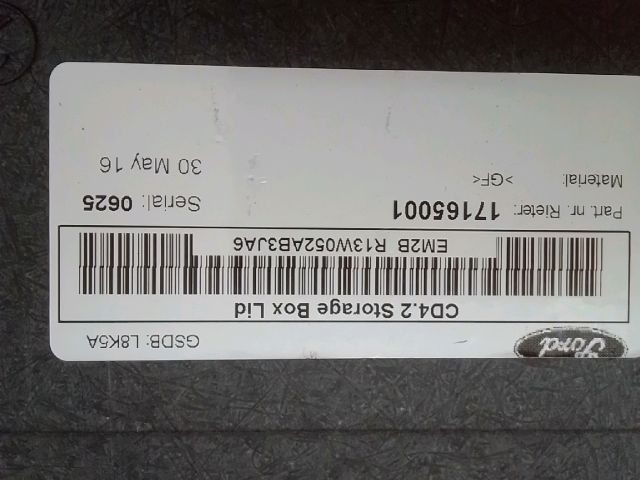 Ford
GSDB: L8K5A
CD4.2 Storage Box Lid
EM2B R13W052AB3JA6
Part. nr. Rieter: 17165001
Serial: 0625
Material: >GF<
30 May 16